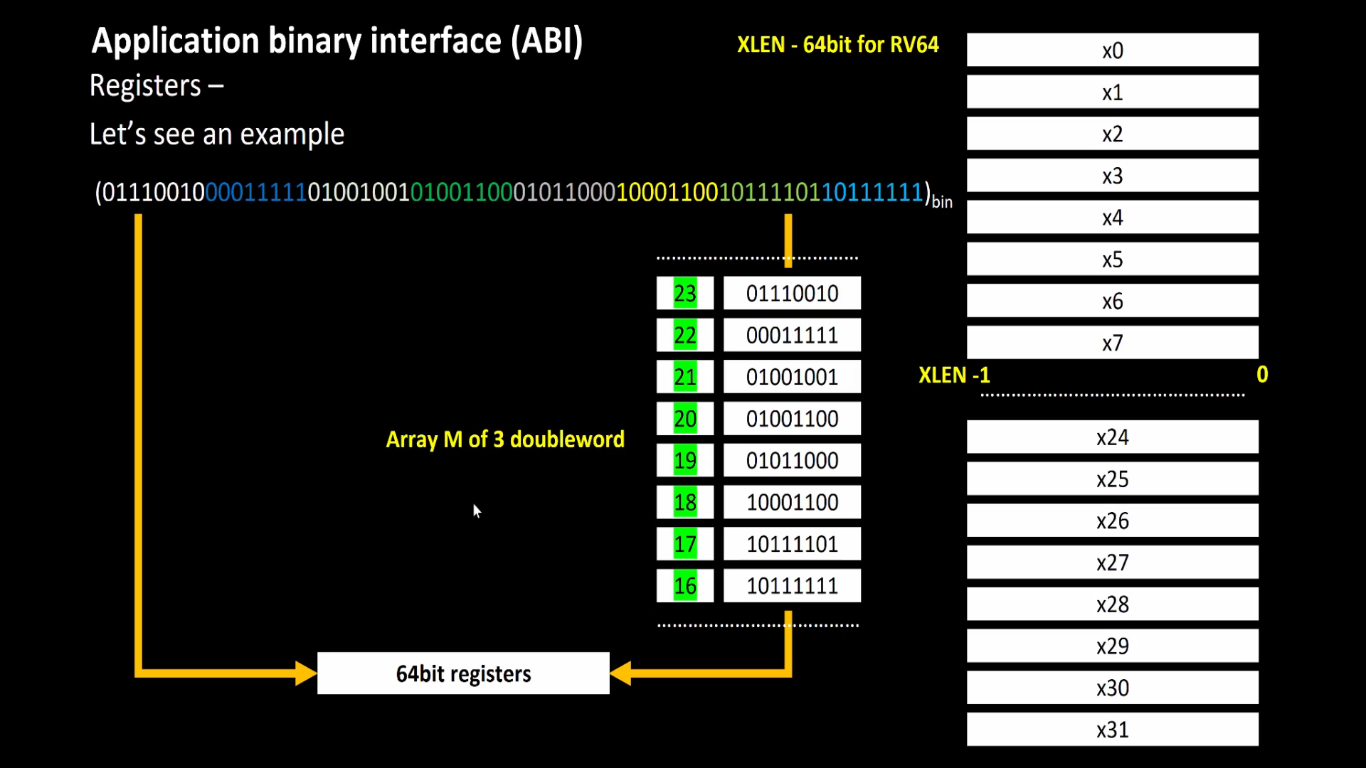 Application binary interface (ABI)
Registers –
Let's see an example
(0111001000011111010010010100110001011000100011001011110110111111)bin
XLEN - 64bit for RV64
x0
x1
x2
x3
x4
x5
x6
x7
XLEN -1 0
x24
x25
x26
x27
x28
x29
x30
x31
23 01110010
22 00011111
21 01001001
20 01001100
19 01011000
18 10001100
17 10111101
16 10111111
Array M of 3 doubleword
64bit registers